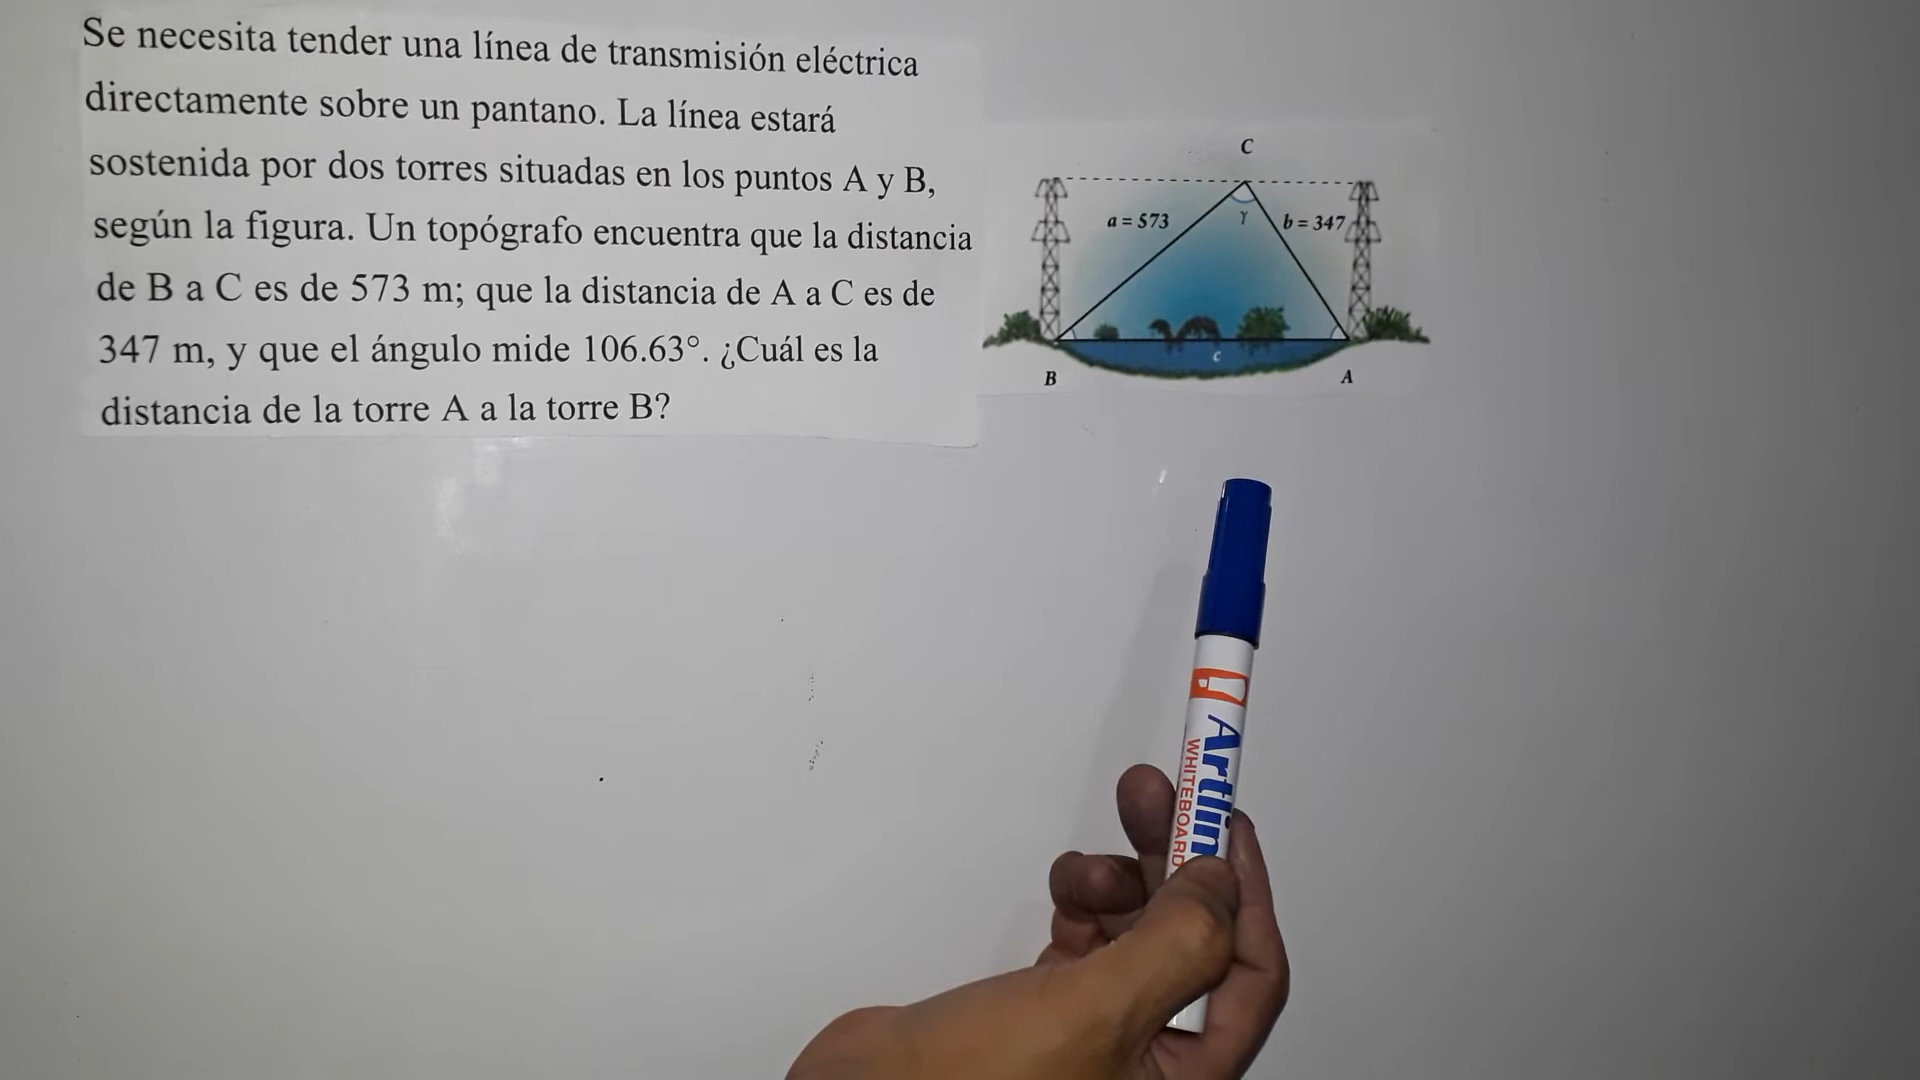 Se necesita tender una línea de transmisión eléctrica
directamente sobre un pantano. La línea estará
sostenida por dos torres situadas en los puntos A y B,
según la figura. Un topógrafo encuentra que la distancia
de B a C es de 573 m; que la distancia de A a C es de
347 m, y que el ángulo mide 106.63°. ¿Cuál es la
distancia de la torre A a la torre B?
C
a = 573
γ
b = 347
c
B
A
Artlin
WHITEBOARD